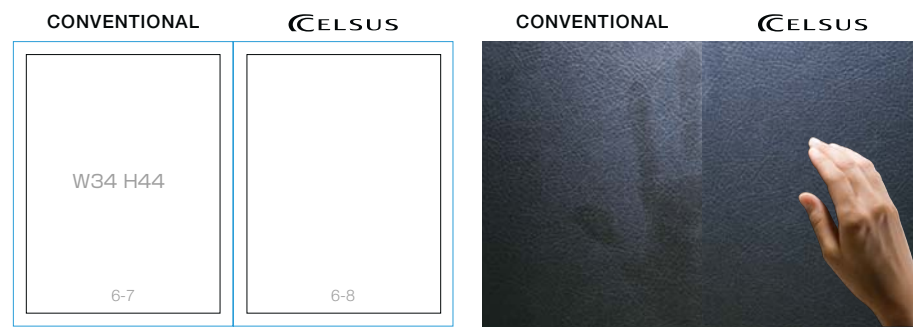 CONVENTIONAL
CELSUS
CONVENTIONAL
CELSUS
W34 H44
6-7
6-8